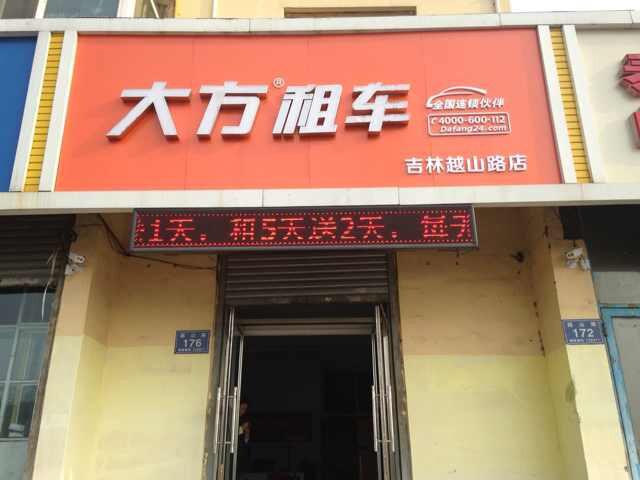 大方®租车
全国连锁伙伴
4000-600-112
Dafang24.com
吉林越山路店
1天，租5天送2天，每
176
172